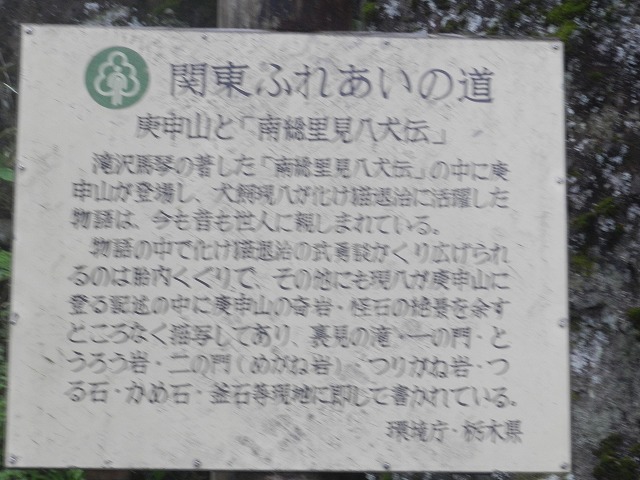 関東ふれあいの道
庚申山と「南総里見八犬伝」
滝沢馬琴の著した「南総里見八犬伝」の中に庚
申山が登場し、犬飼現八が化け猫退治に活躍した
物語は、今も昔も世人に親しまれている。
物語の中で化け猫退治の武勇談がくり広げられ
るのは胎内くぐりで、その他にも現八が庚申山に
登る記述の中に庚申山の奇岩・怪石の絶景を余す
ところなく描写してあり、裏見の滝・一の門・と
うろう岩・二の門(めがね岩)、つりがね岩・つ
る石・かめ石・釜石等現地に即して書かれている。
環境庁・栃木県